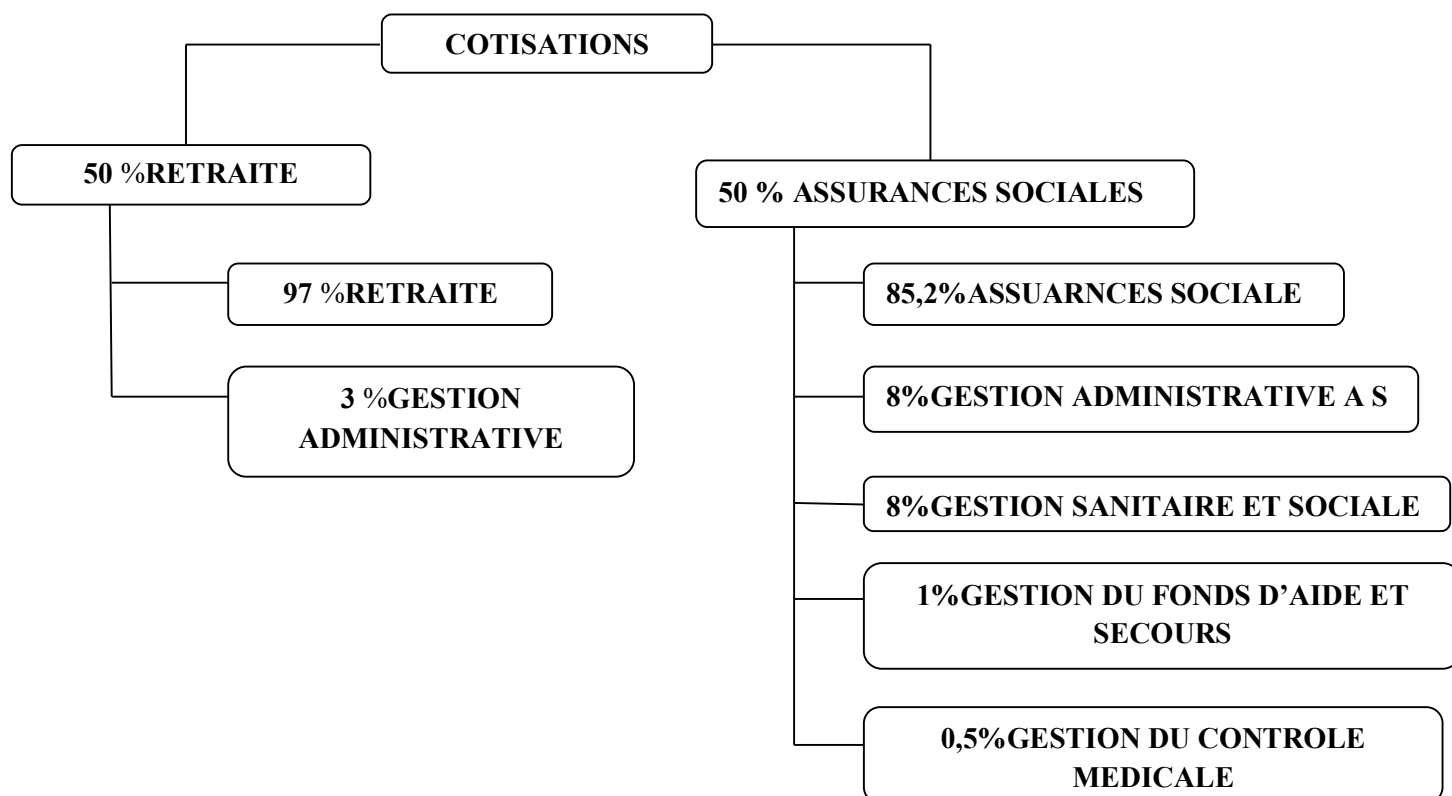 COTISATIONS
50 %RETRAITE
97 %RETRAITE
3 %GESTION
ADMINISTRATIVE
50 % ASSURANCES SOCIALES
85,2%ASSUARNCES SOCIALE
8%GESTION ADMINISTRATIVE A S
8%GESTION SANITAIRE ET SOCIALE
1%GESTION DU FONDS D’AIDE ET
SECOURS
0,5%GESTION DU CONTROLE
MEDICALE